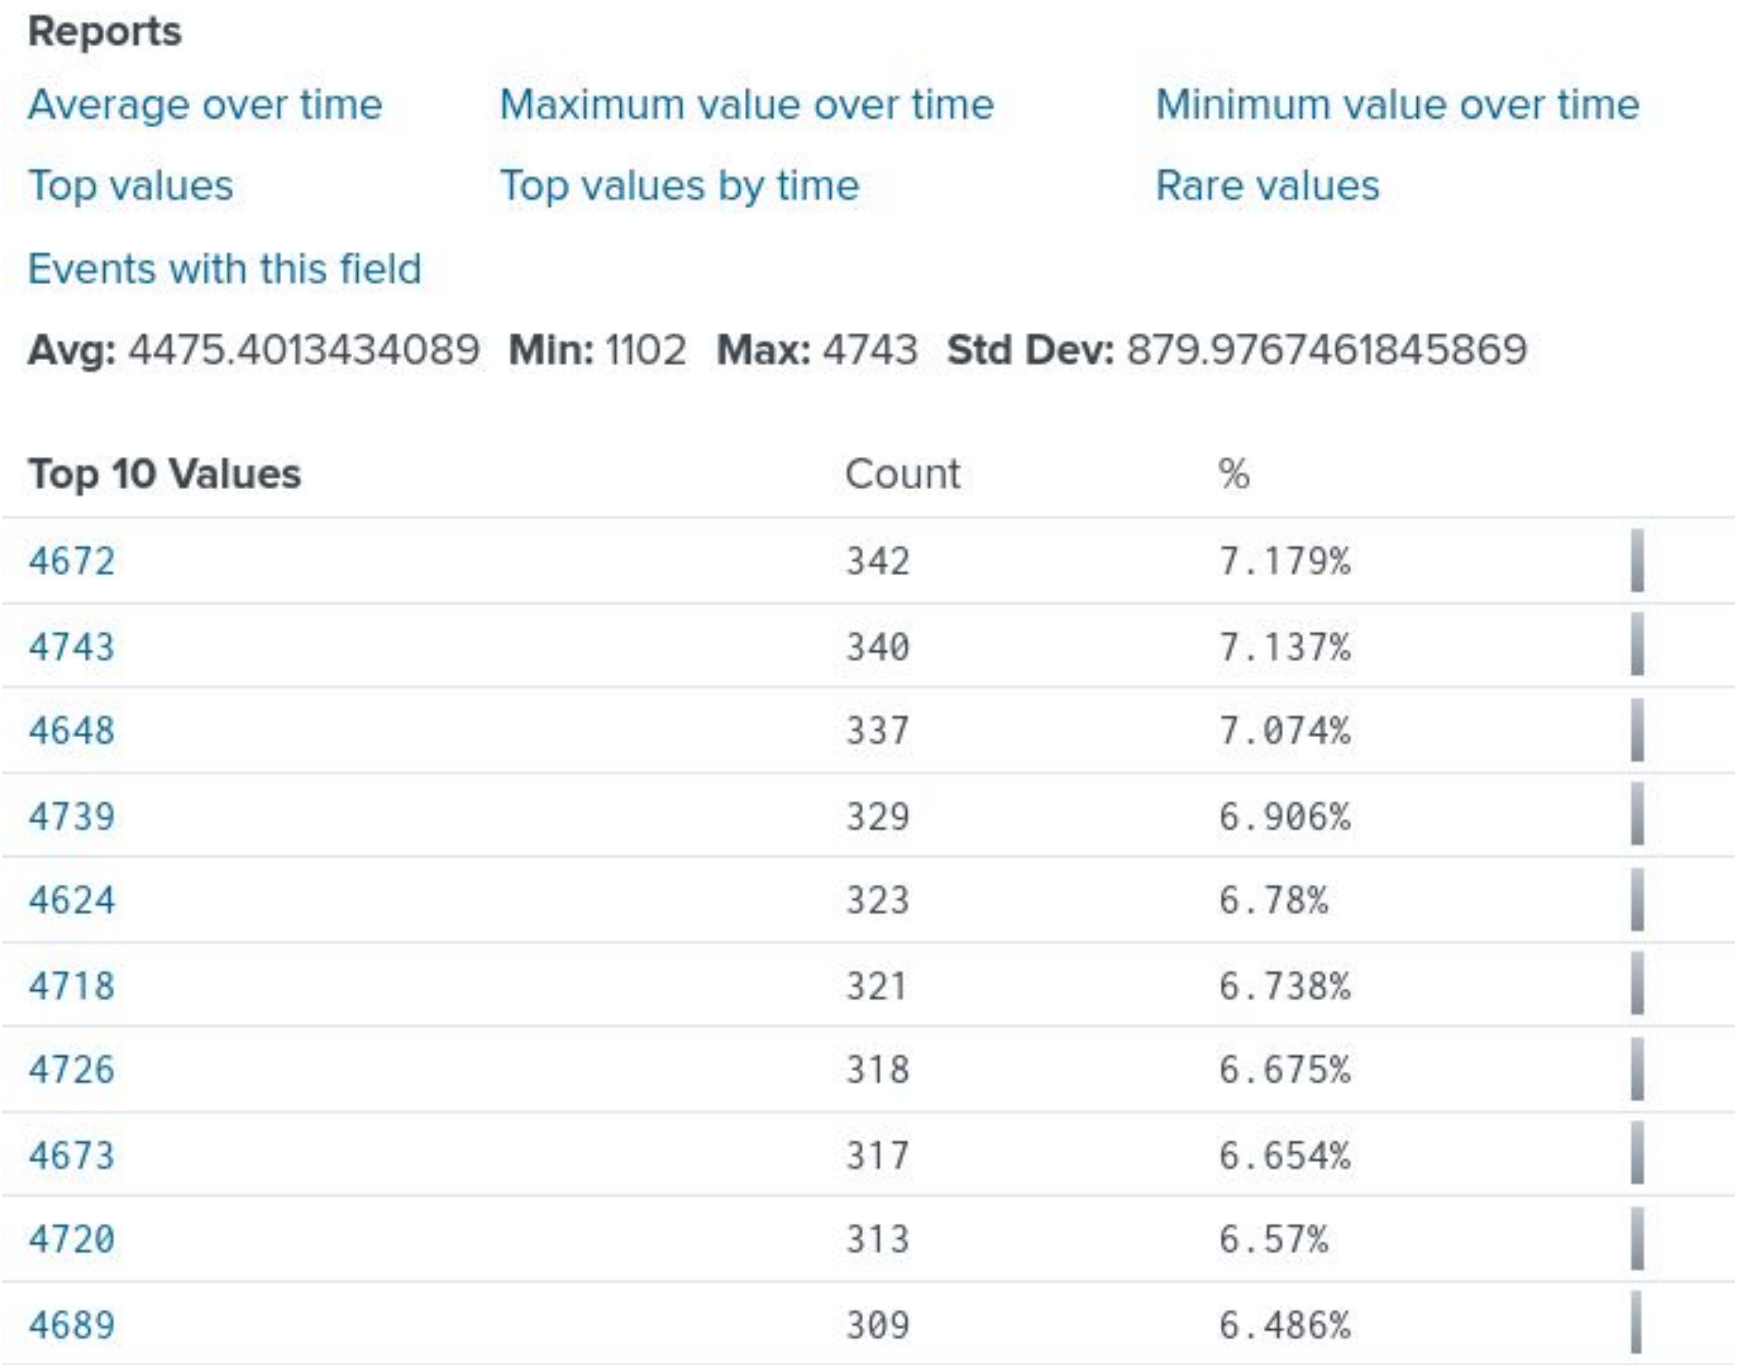 Reports
Average over time Maximum value over time Minimum value over time
Top values Top values by time Rare values
Events with this field
Avg: 4475.4013434089 Min: 1102 Max: 4743 Std Dev: 879.9767461845869
Top 10 Values Count %
4672 342 7.179%
4743 340 7.137%
4648 337 7.074%
4739 329 6.906%
4624 323 6.78%
4718 321 6.738%
4726 318 6.675%
4673 317 6.654%
4720 313 6.57%
4689 309 6.486%